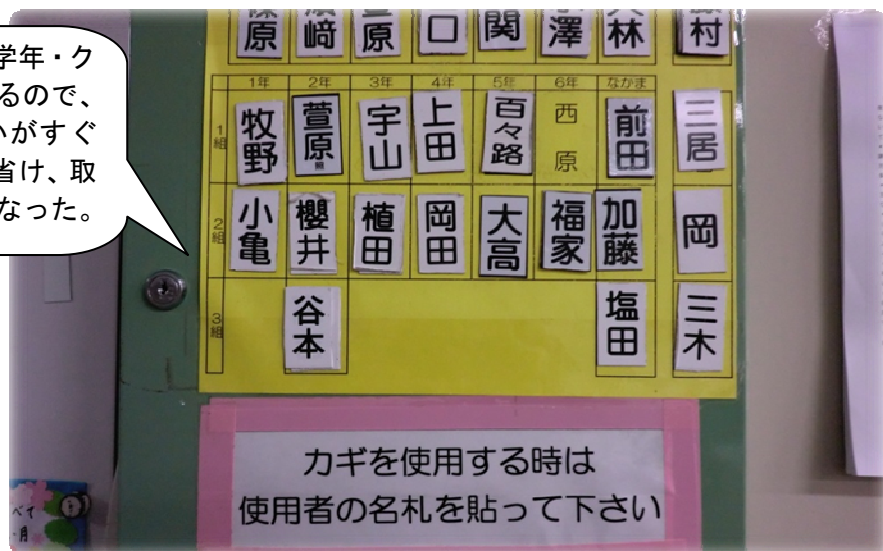 学年・ク
るので、
いがすぐ
省け、取
なった。
原 﨑 原 口 関 澤 林 村
1年 2年 3年 4年 5年 6年 なかま
1組 牧野 萱原 宇山 上田 百々路 西原 前田 三居
2組 小亀 櫻井 植田 岡田 大高 福家 加藤 岡
3組 谷本 塩田 三木
カギを使用する時は
使用者の名札を貼って下さい